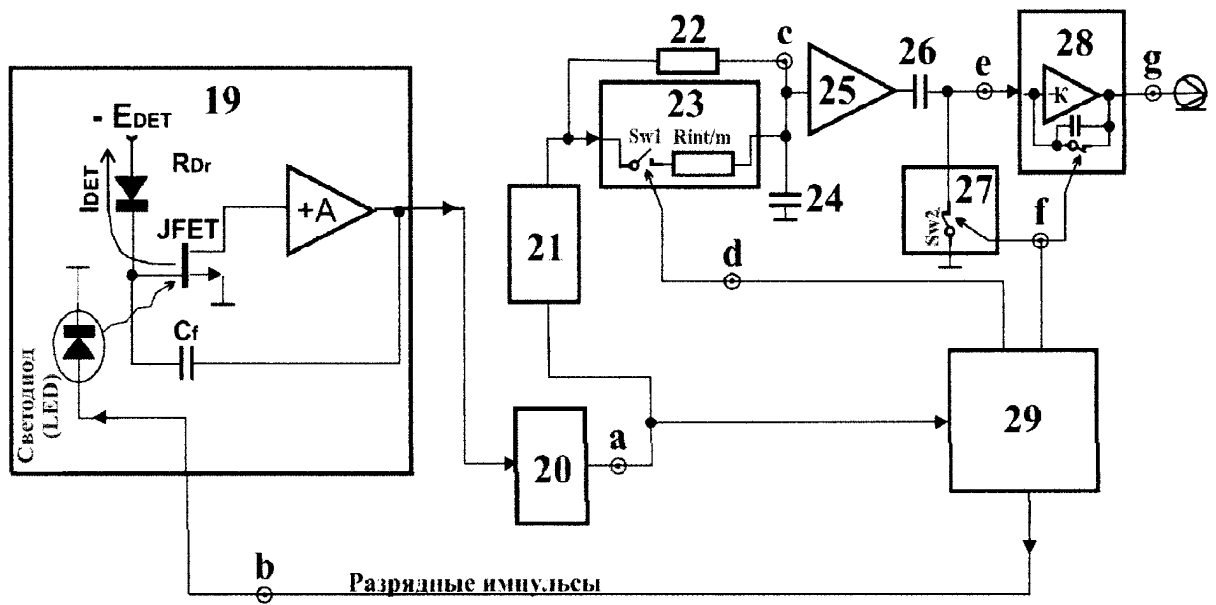 19
- EDET
RDr
IDET
JFET
+A
Cf
Светодиод
(LED)
20
a
21
22
c
23
Sw1 Rint/m
24
25
26
e
27
Sw2
28
-K
g
f
d
29
b
Разрядные импульсы